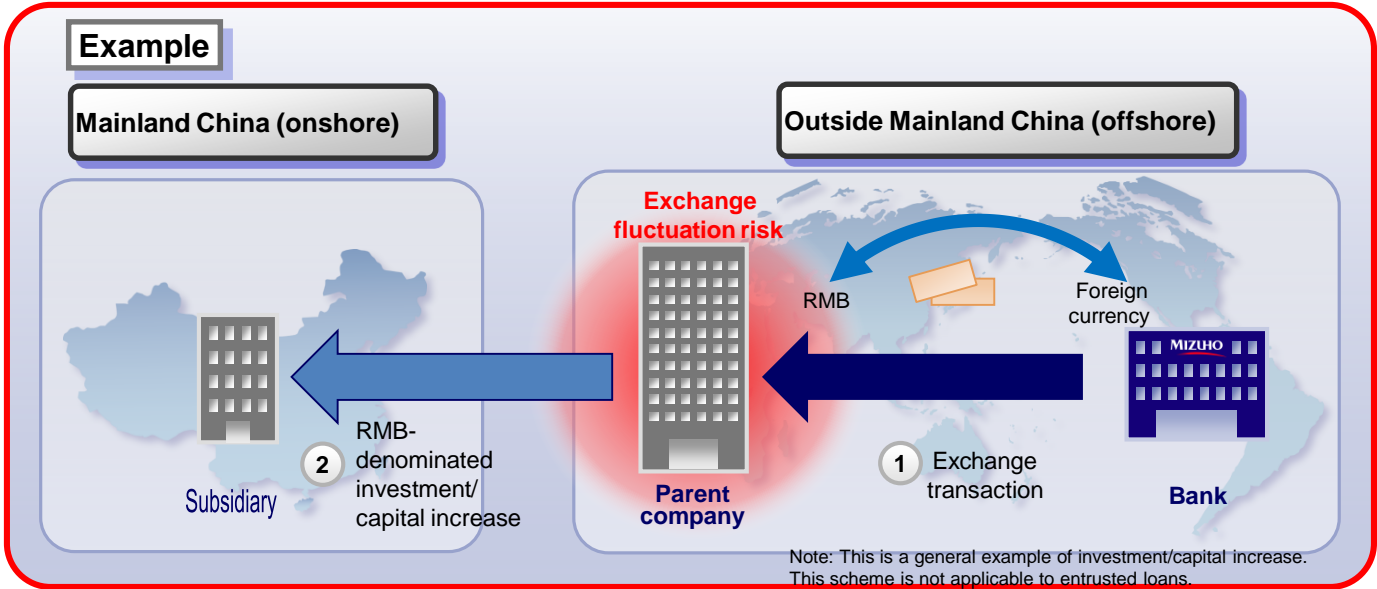 Example
Mainland China (onshore)
Outside Mainland China (offshore)
Exchange
fluctuation risk
RMB
Foreign
currency
MIZUHO
2
RMB-
denominated
investment/
capital increase
Subsidiary
Parent
company
1
Exchange
transaction
Bank
Note: This is a general example of investment/capital increase.
This scheme is not applicable to entrusted loans.